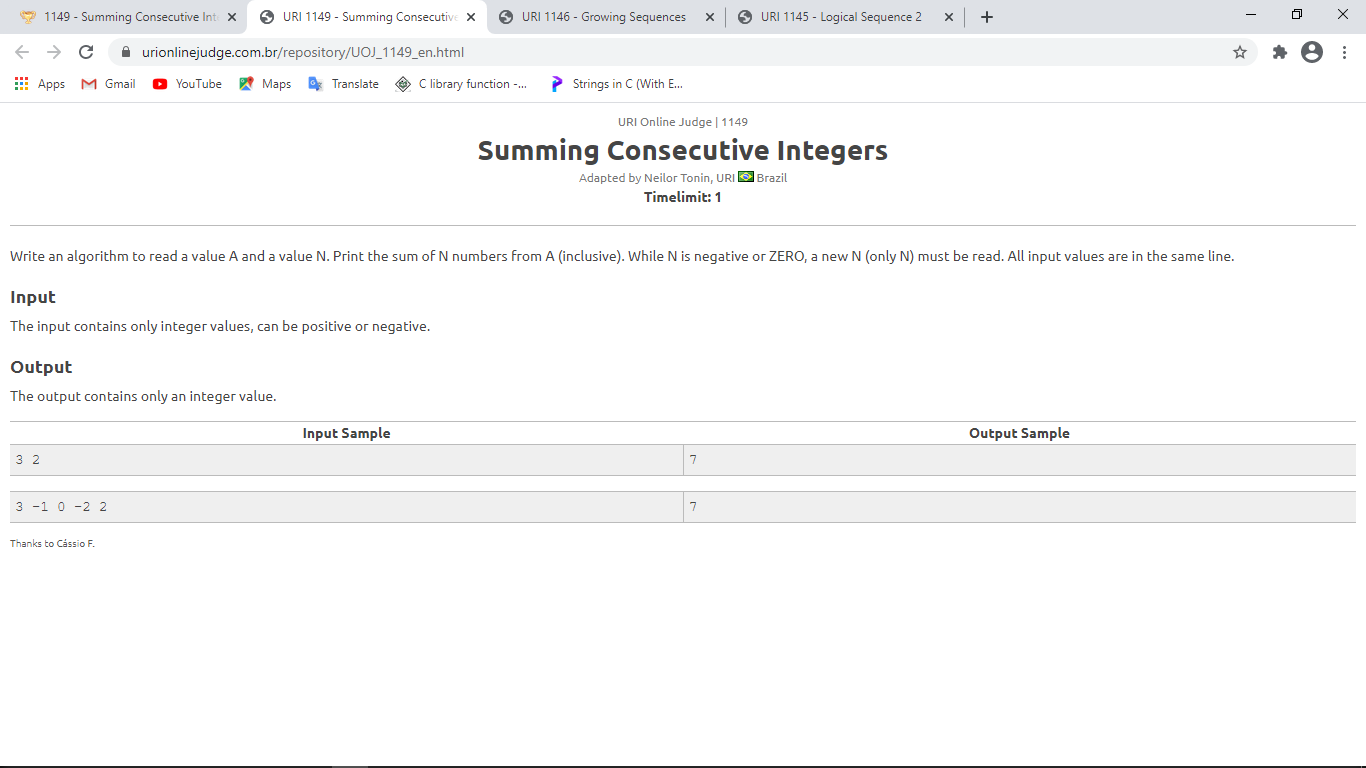 1149 - Summing Consecutive Int
URI 1149 - Summing Consecutive
URI 1146 - Growing Sequences
URI 1145 - Logical Sequence 2
urionlinejudge.com.br/repository/UOJ_1149_en.html
Apps Gmail YouTube Maps Translate C library function -... Strings in C (With E...
URI Online Judge | 1149
Summing Consecutive Integers
Adapted by Neilor Tonin, URI Brazil
Timelimit: 1
Write an algorithm to read a value A and a value N. Print the sum of N numbers from A (inclusive). While N is negative or ZERO, a new N (only N) must be read. All input values are in the same line.
Input
The input contains only integer values, can be positive or negative.
Output
The output contains only an integer value.
Input Sample Output Sample
3 2 7
3 -1 0 -2 2 7
Thanks to Cássio F.